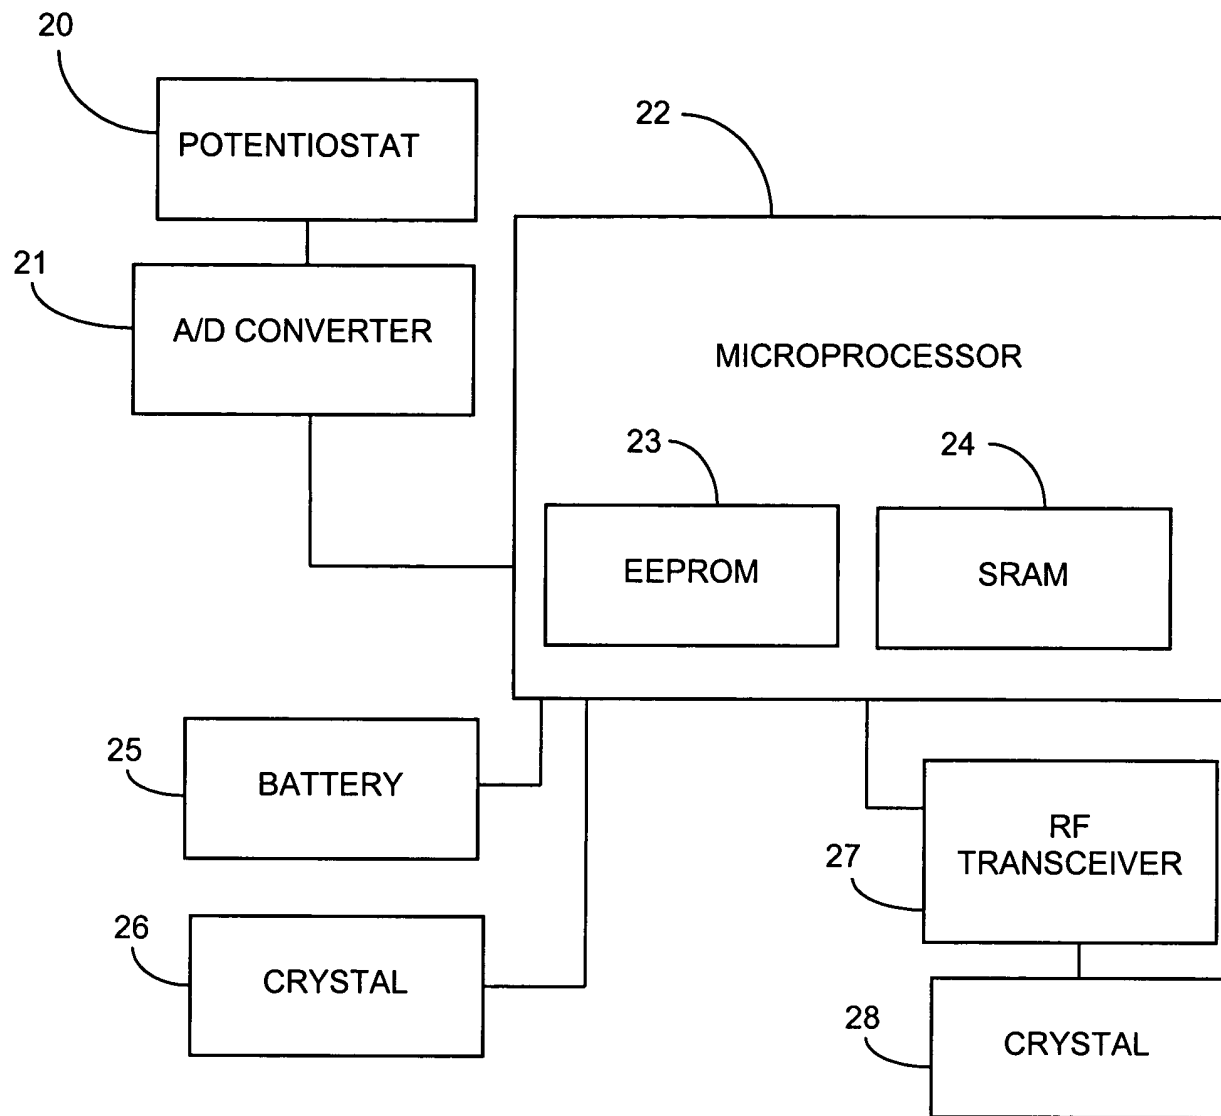 20
POTENTIOSTAT
22
21
A/D CONVERTER
MICROPROCESSOR
23
24
EEPROM
SRAM
25
BATTERY
RF
TRANSCEIVER
27
26
CRYSTAL
28
CRYSTAL